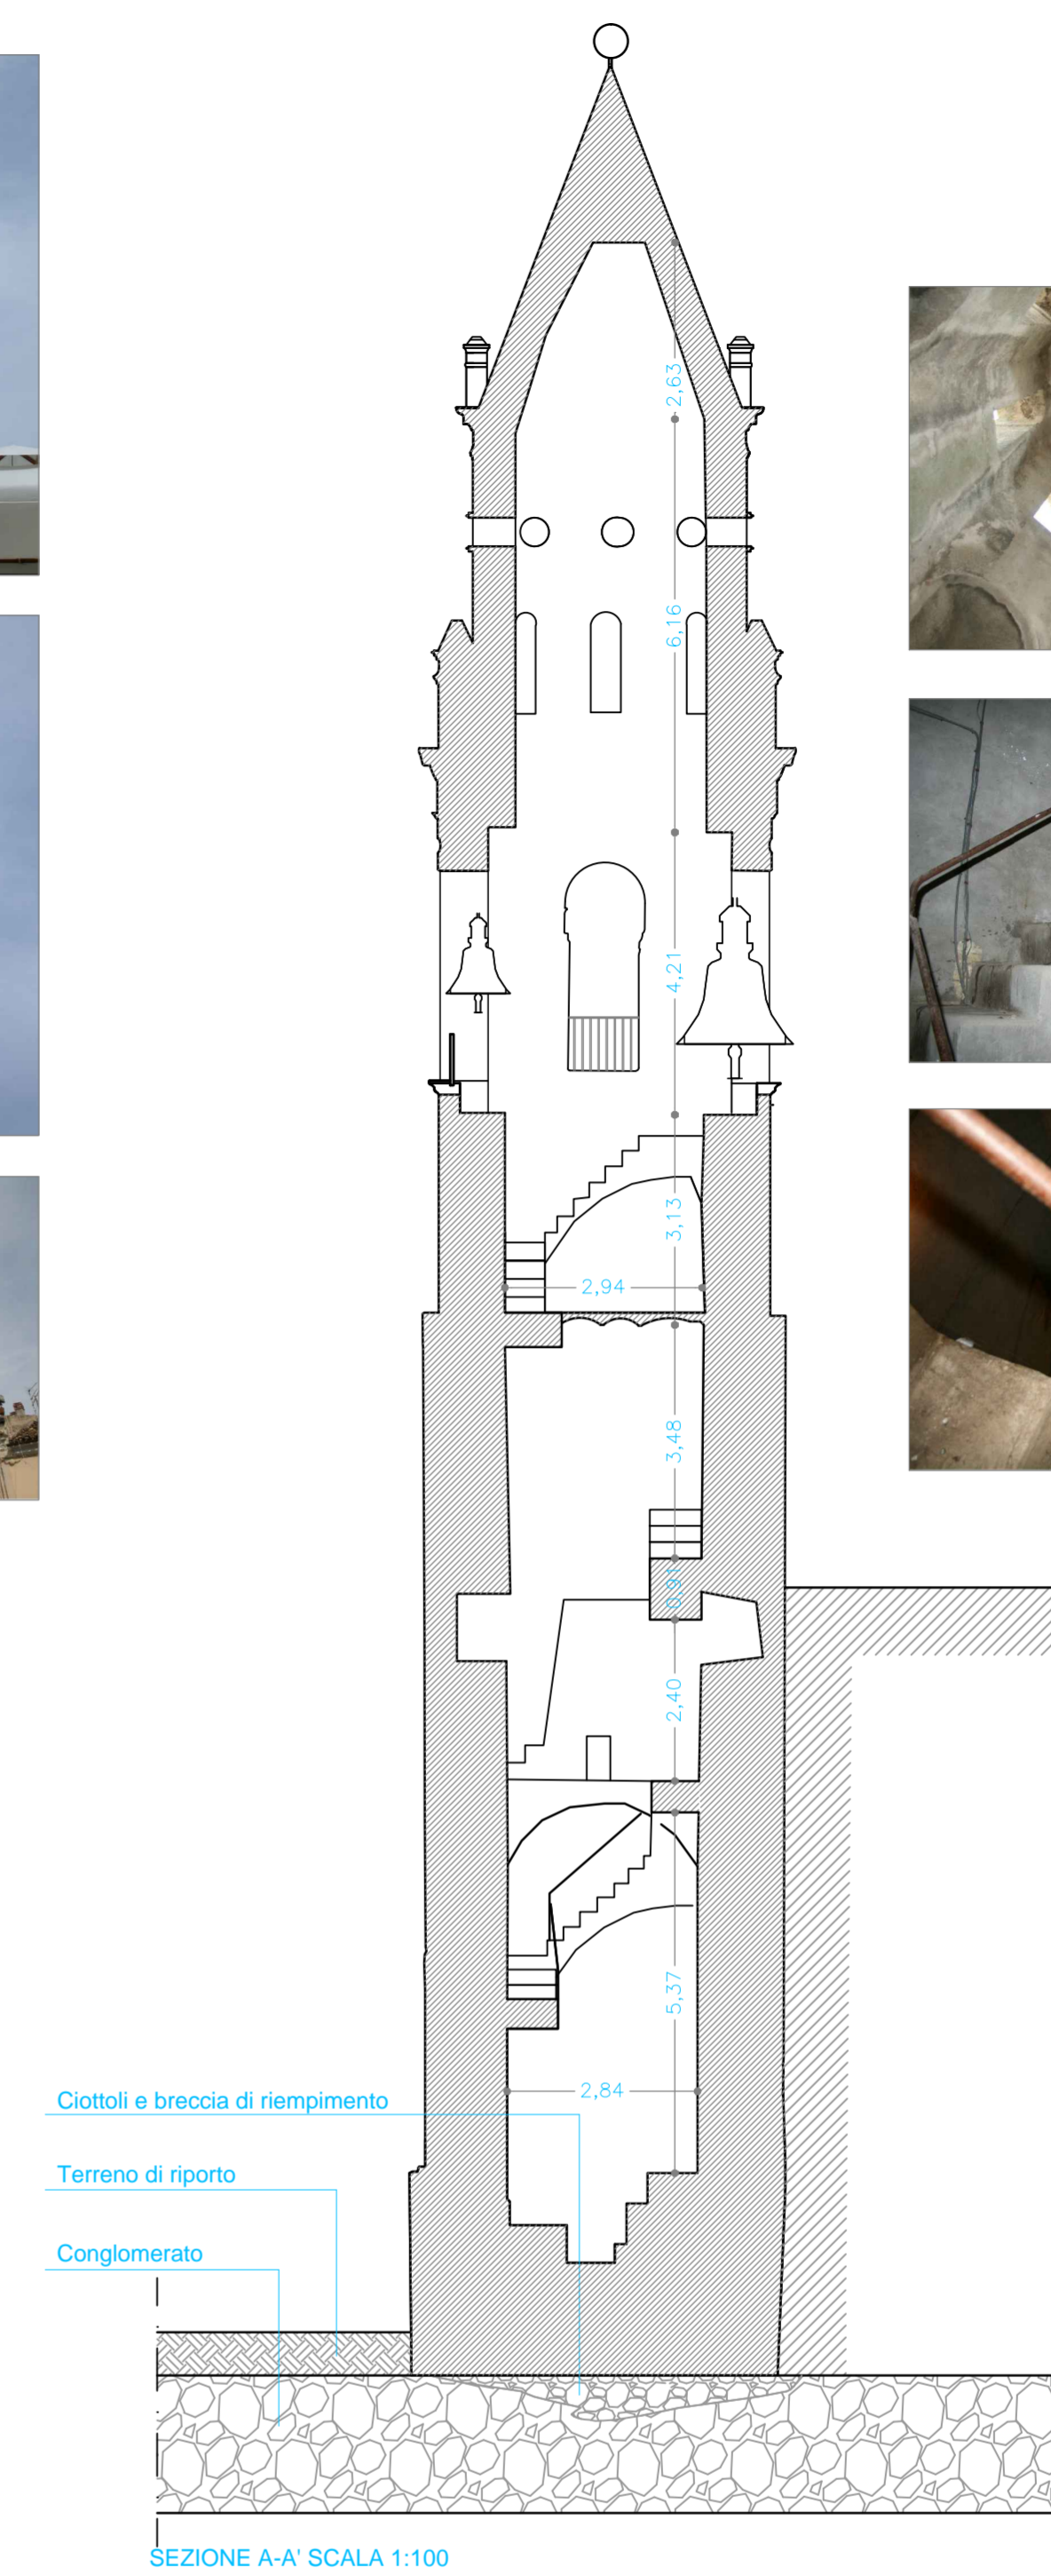 2,63
6,16
4,21
3,13
2,94
3,48
0,91
2,40
5,37
2,84
Ciottoli e breccia di riempimento
Terreno di riporto
Conglomerato
SEZIONE A-A' SCALA 1:100